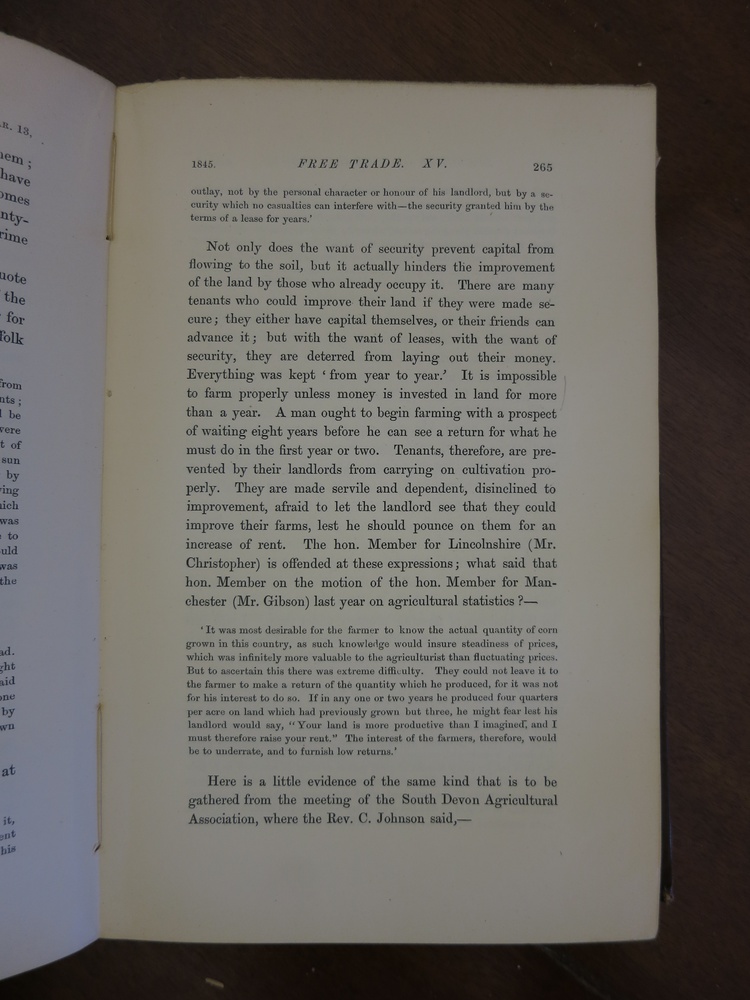 R. 13.
hem ;
have
omes
nty-
rime
uote
the
for
folk
from
nts ;
be
vere
t of
sun
by
ving
hich
was
to
uld
was
the
ad.
ght
aid
one
by
wn
at
it,
ent
his
1845. FREE TRADE. XV. 265
outlay, not by the personal character or honour of his landlord, but by a se-
curity which no casualties can interfere with—the security granted him by the
terms of a lease for years.’
Not only does the want of security prevent capital from
flowing to the soil, but it actually hinders the improvement
of the land by those who already occupy it. There are many
tenants who could improve their land if they were made se-
cure; they either have capital themselves, or their friends can
advance it; but with the want of leases, with the want of
security, they are deterred from laying out their money.
Everything was kept ‘from year to year.’ It is impossible
to farm properly unless money is invested in land for more
than a year. A man ought to begin farming with a prospect
of waiting eight years before he can see a return for what he
must do in the first year or two. Tenants, therefore, are pre-
vented by their landlords from carrying on cultivation pro-
perly. They are made servile and dependent, disinclined to
improvement, afraid to let the landlord see that they could
improve their farms, lest he should pounce on them for an
increase of rent. The hon. Member for Lincolnshire (Mr.
Christopher) is offended at these expressions; what said that
hon. Member on the motion of the hon. Member for Man-
chester (Mr. Gibson) last year on agricultural statistics?—
‘It was most desirable for the farmer to know the actual quantity of corn
grown in this country, as such knowledge would insure steadiness of prices,
which was infinitely more valuable to the agriculturist than fluctuating prices.
But to ascertain this there was extreme difficulty. They could not leave it to
the farmer to make a return of the quantity which he produced, for it was not
for his interest to do so. If in any one or two years he produced four quarters
per acre on land which had previously grown but three, he might fear lest his
landlord would say, “Your land is more productive than I imagined, and I
must therefore raise your rent.” The interest of the farmers, therefore, would
be to underrate, and to furnish low returns.’
Here is a little evidence of the same kind that is to be
gathered from the meeting of the South Devon Agricultural
Association, where the Rev. C. Johnson said,—